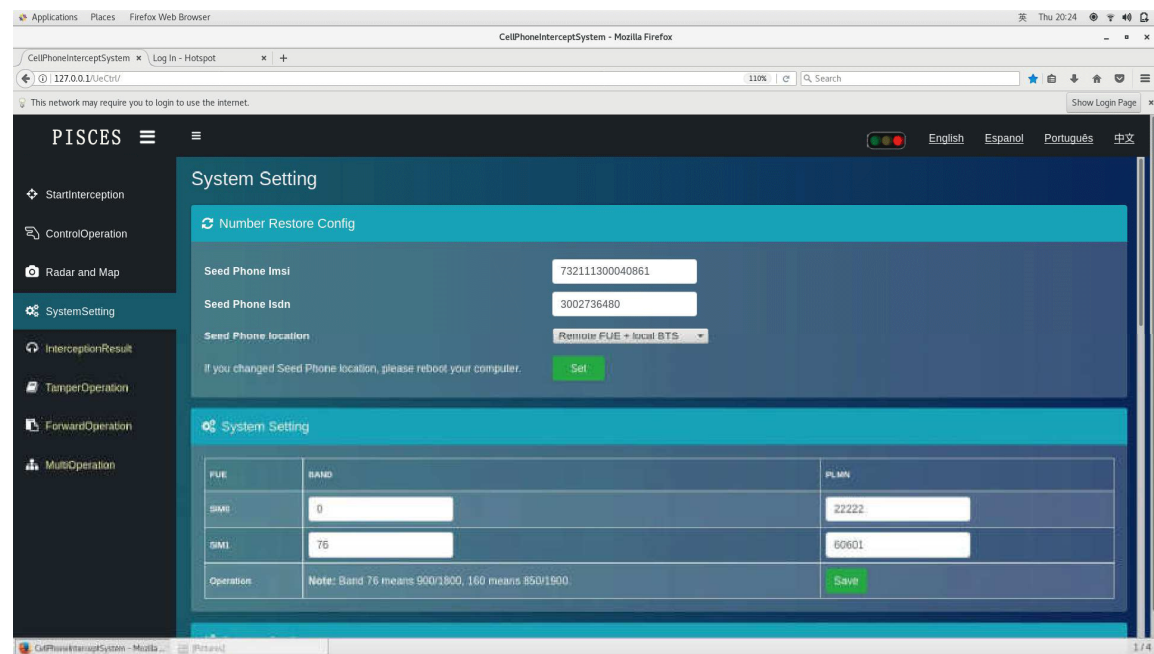 Applications Places Firefox Web Browser 英 Thu 20:24
CellPhoneInterceptSystem - Mozilla Firefox
CellPhoneInterceptSystem × Log In - Hotspot × +
127.0.0.1/UeCtrl/ 110% Search
This network may require you to login to use the internet. Show Login Page ×
PISCES English Espanol Português 中文
System Setting
StartInterception
ControlOperation
Radar and Map
SystemSetting
InterceptionResult
TamperOperation
ForwardOperation
MultiOperation
Number Restore Config
Seed Phone Imsi 732111300040861
Seed Phone Isdn 3002736480
Seed Phone location Remote FUE + local BTS
If you changed Seed Phone location, please reboot your computer. Set
System Setting
FUE BAND PLMN
SIM0 0 22222
SIM1 76 60601
Operation Note: Band 76 means 900/1800, 160 means 850/1900. Save
CellPhoneInterceptSystem - Mozilla ... [Pictures] 1 / 4